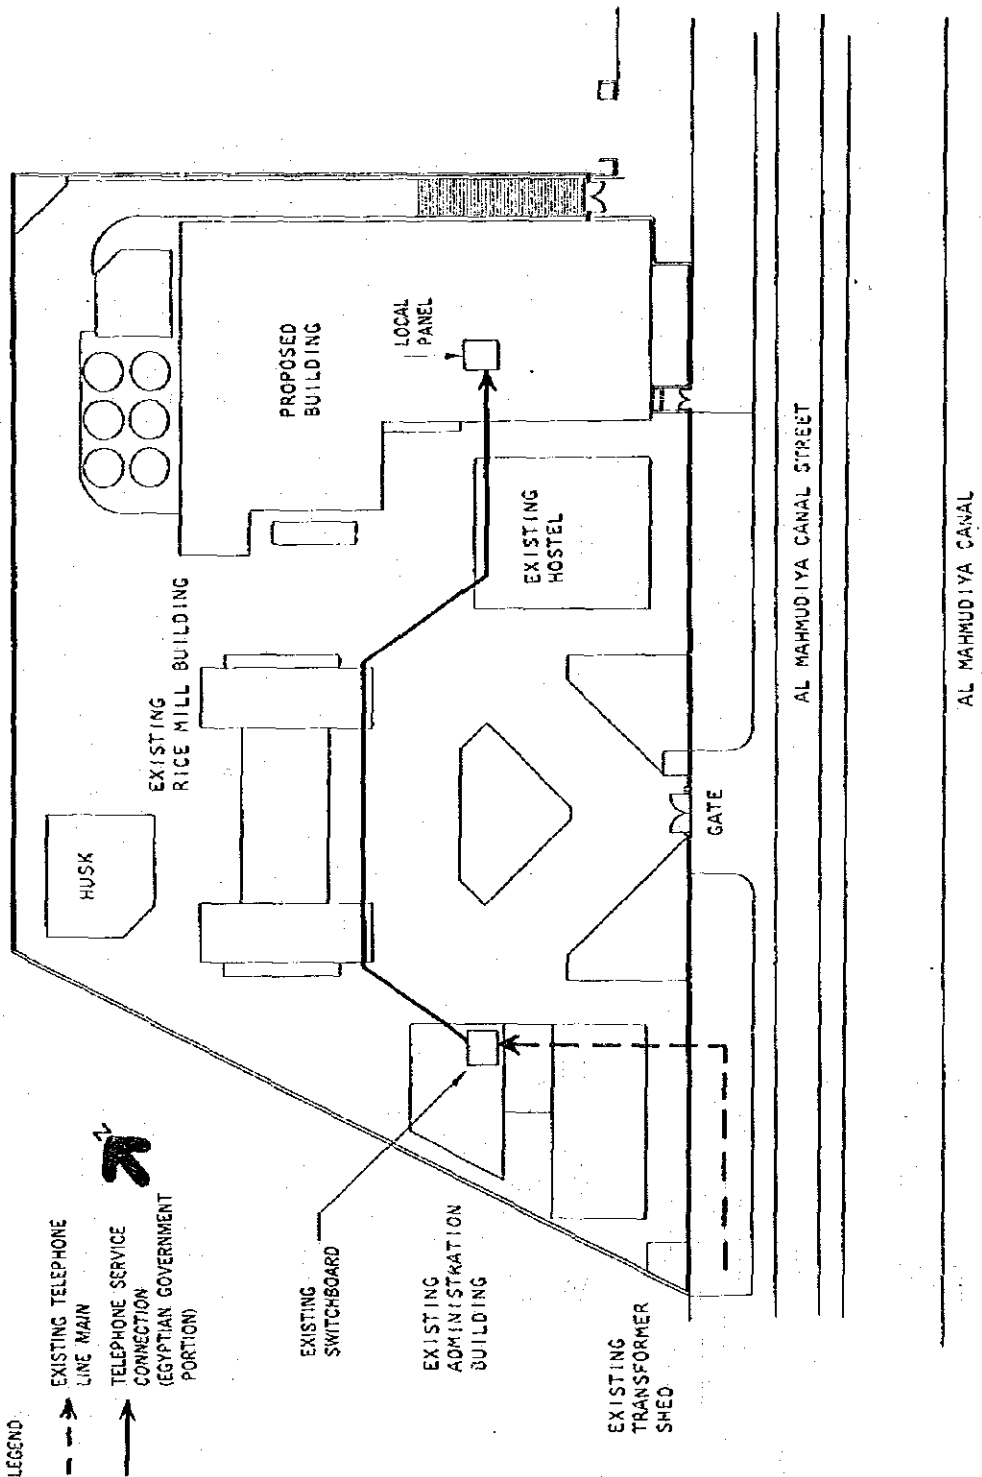 LEGEND
EXISTING TELEPHONE
LINE MAIN
TELEPHONE SERVICE
CONNECTION
(EGYPTIAN GOVERNMENT
PORTION)
N
HUSK
EXISTING
RICE MILL BUILDING
PROPOSED
BUILDING
LOCAL
PANEL
EXISTING
SWITCHBOARD
EXISTING
ADMINISTRATION
BUILDING
EXISTING
HOSTEL
EXISTING
TRANSFORMER
SHED
GATE
AL MAHMUDIYA CANAL STREET
AL MAHMUDIYA CANAL